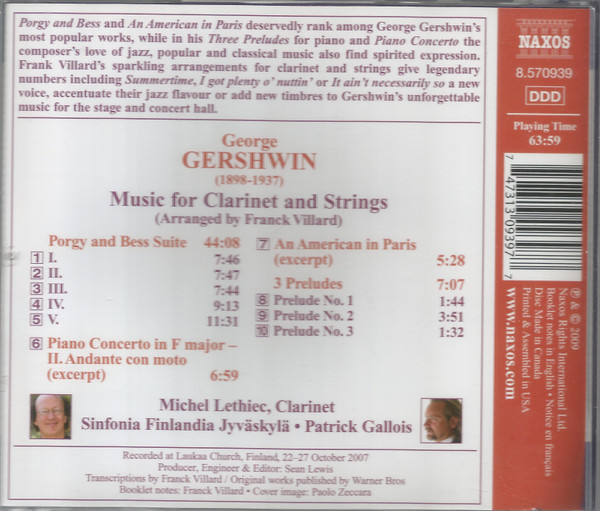 Porgy and Bess and An American in Paris deservedly rank among George Gershwin's
most popular works, while in his Three Preludes for piano and Piano Concerto
the composer's love of jazz, popular and classical music also find spirited expression.
Frank Villard's sparkling arrangements for clarinet and strings give legendary
numbers including Summertime, I got plenty o' nuttin' or It ain't necessarily so a new
voice, accentuate their jazz flavour or add new timbres to Gershwin's unforgettable
music for the stage and concert hall.
NAXOS
8.570939
DDD
Playing Time
63:59
7 47313 09397 7
George
GERSHWIN
(1898-1937)
Music for Clarinet and Strings
(Arranged by Franck Villard)
Porgy and Bess Suite 44:08
1 I. 7:46
2 II. 7:47
3 III. 7:44
4 IV. 9:13
5 V. 11:31
6 Piano Concerto in F major –
II. Andante con moto
(excerpt) 6:59
7 An American in Paris
(excerpt) 5:28
3 Preludes 7:07
8 Prelude No. 1 1:44
9 Prelude No. 2 3:51
10 Prelude No. 3 1:32
Michel Lethiec, Clarinet
Sinfonia Finlandia Jyväskylä • Patrick Gallois
Recorded at Laukaa Church, Finland, 22–27 October 2007
Producer, Engineer & Editor: Sean Lewis
Transcriptions by Franck Villard / Original works published by Warner Bros
Booklet notes: Franck Villard • Cover image: Paolo Zeccara
℗ & © 2009
Naxos Rights International Ltd.
Booklet notes in English • Notice en français
Disc Made in Canada
Printed & Assembled in USA
www.naxos.com